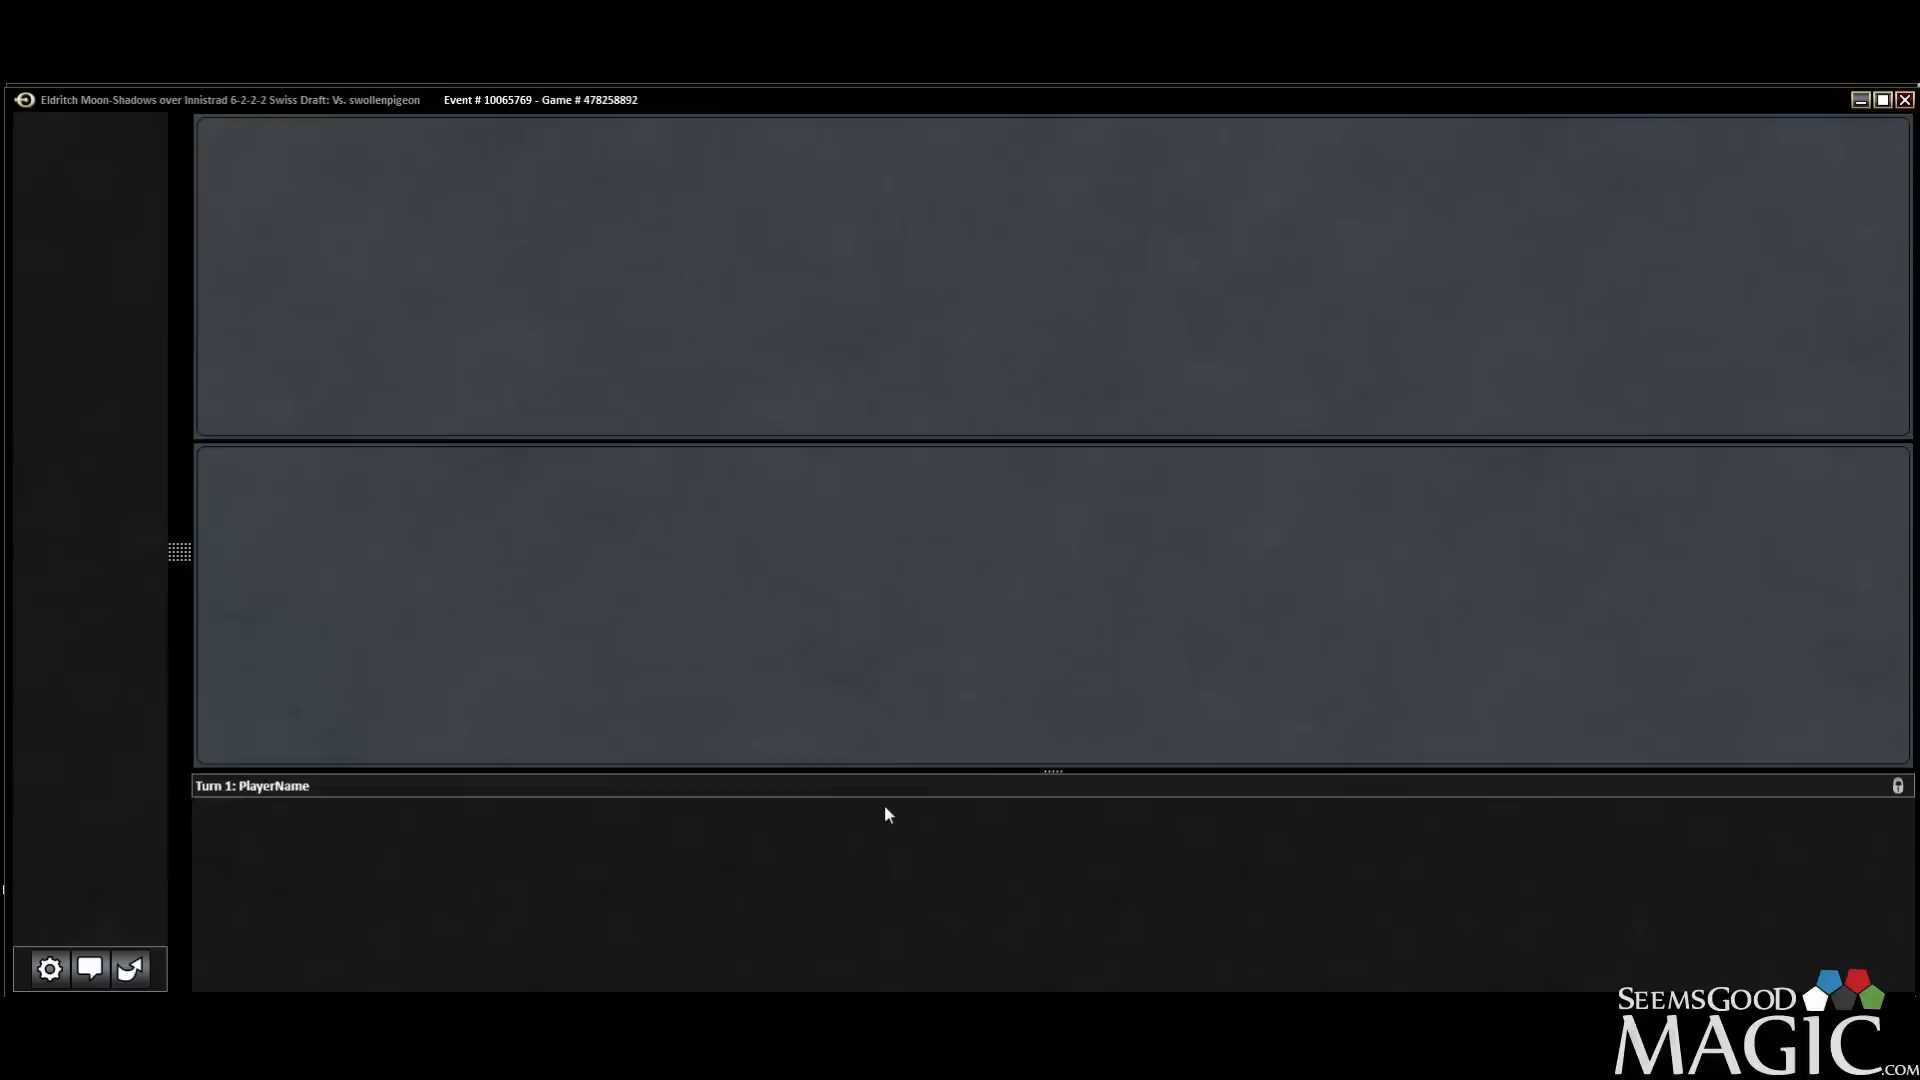 Eldritch Moon-Shadows over Innistrad 6-2-2-2 Swiss Draft: Vs. swollenpigeon Event # 10065769 - Game # 478258892
Turn 1: PlayerName
SEEMSGOOD
MAGIC.COM